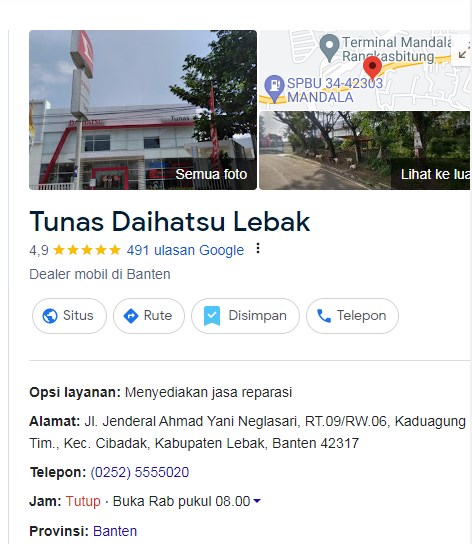 DAIHATSU
Tunas
Semua foto
Terminal Mandala
Rangkasbitung
SPBU 34-42303
MANDALA
Lihat ke lua
Tunas Daihatsu Lebak
4,9 491 ulasan Google
Dealer mobil di Banten
Situs Rute Disimpan Telepon
Opsi layanan: Menyediakan jasa reparasi
Alamat: Jl. Jenderal Ahmad Yani Neglasari, RT.09/RW.06, Kaduagung
Tim., Kec. Cibadak, Kabupaten Lebak, Banten 42317
Telepon: (0252) 5555020
Jam: Tutup · Buka Rab pukul 08.00
Provinsi: Banten